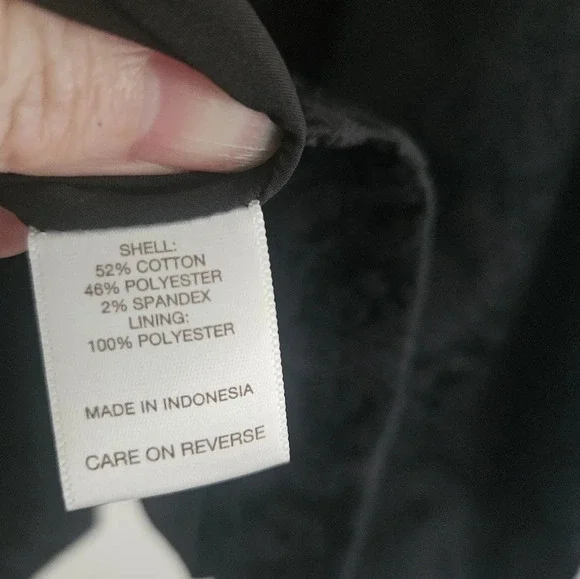 SHELL:
52% COTTON
46% POLYESTER
2% SPANDEX
LINING:
100% POLYESTER
MADE IN INDONESIA
CARE ON REVERSE